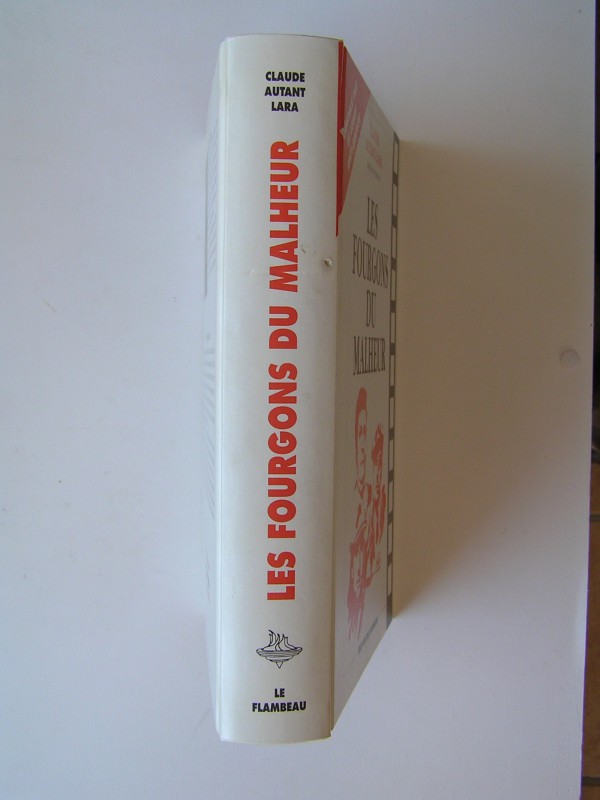 CLAUDE
AUTANT
LARA
LES FOURGONS DU MALHEUR
LE
FLAMBEAU
LES
FOURGONS
DU
MALHEUR